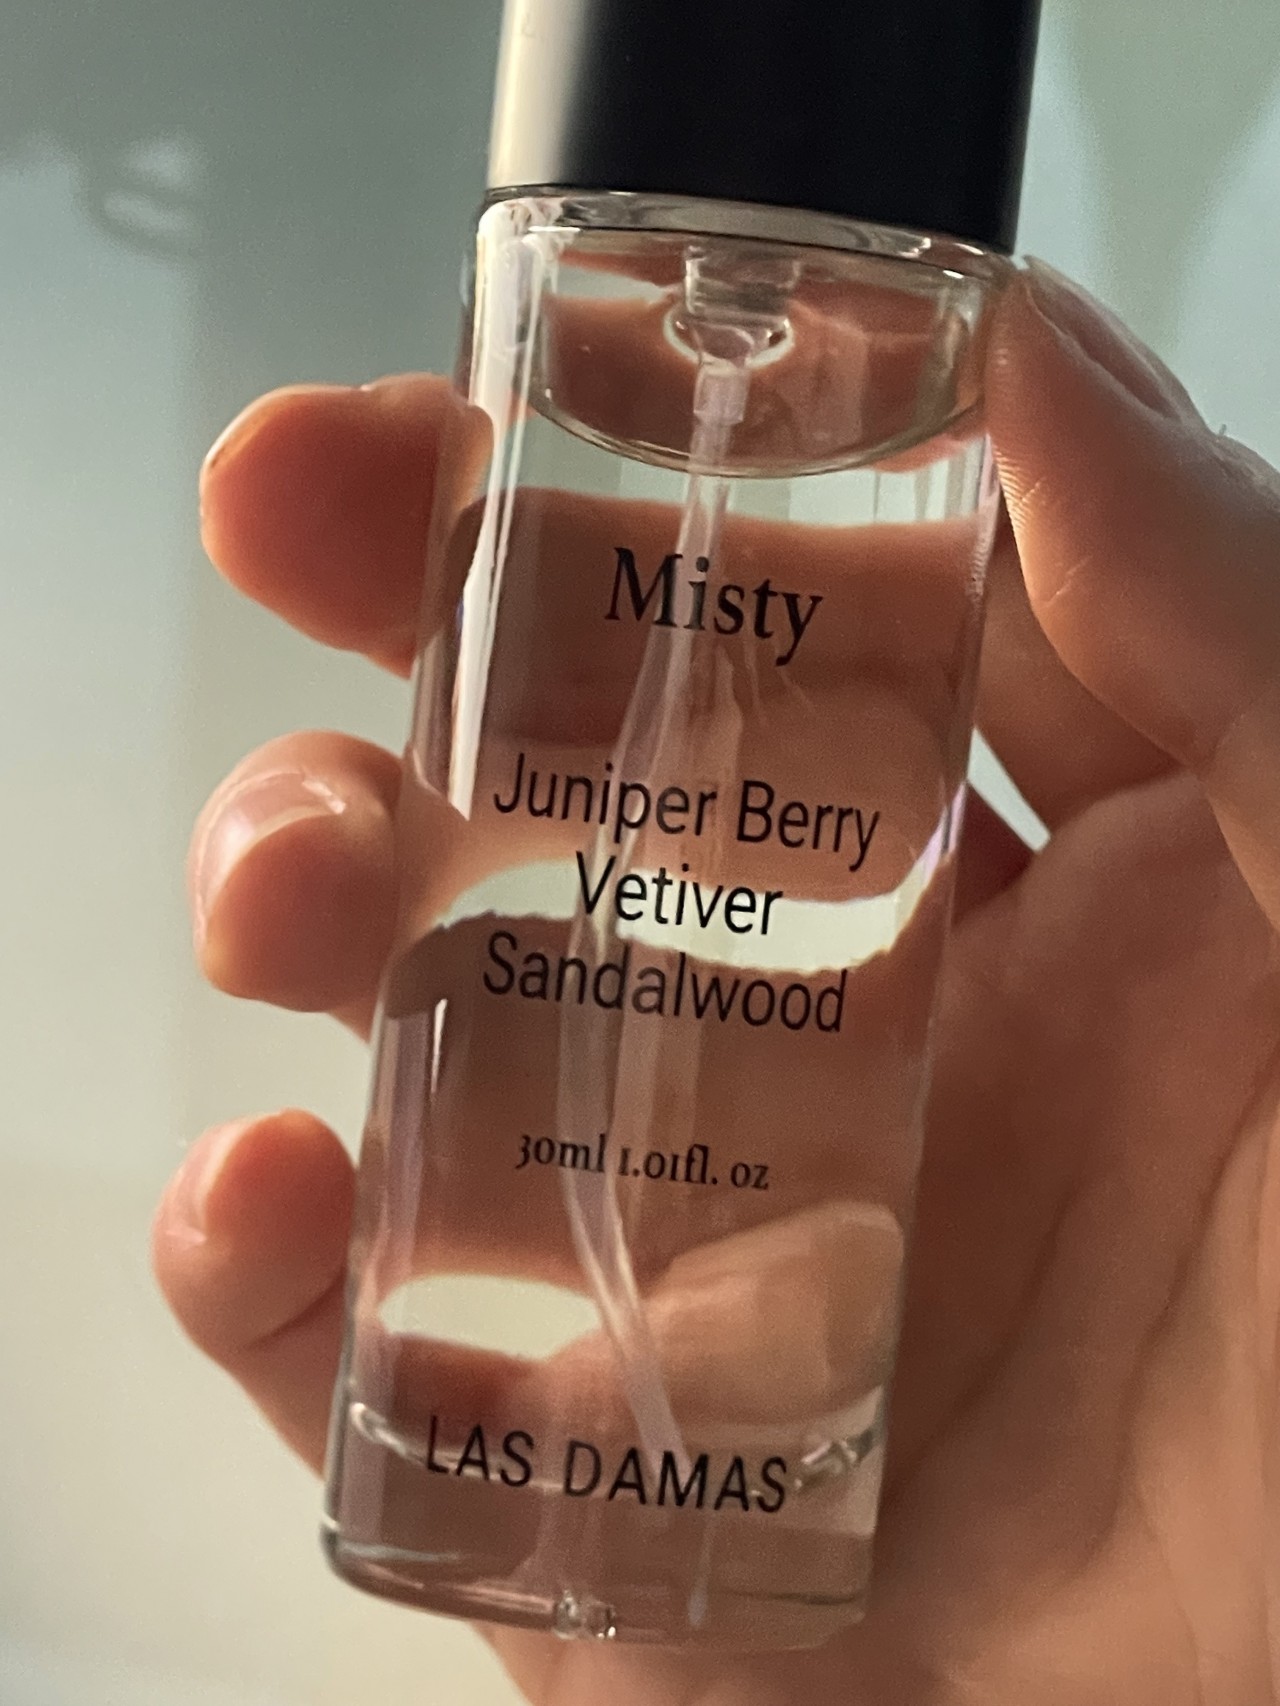 Misty
Juniper Berry
Vetiver
Sandalwood
30ml 1.01fl. oz
LAS DAMAS